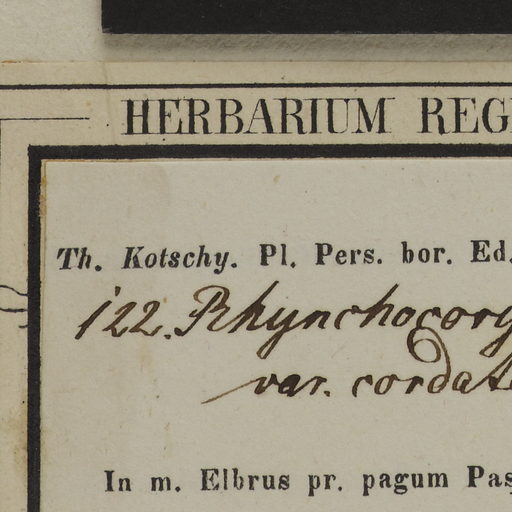 HERBARIUM REG
Th. Kotschy. Pl. Pers. bor. Ed.
122. Rhynchocory
var. cordat
In m. Elbrus pr. pagum Pas